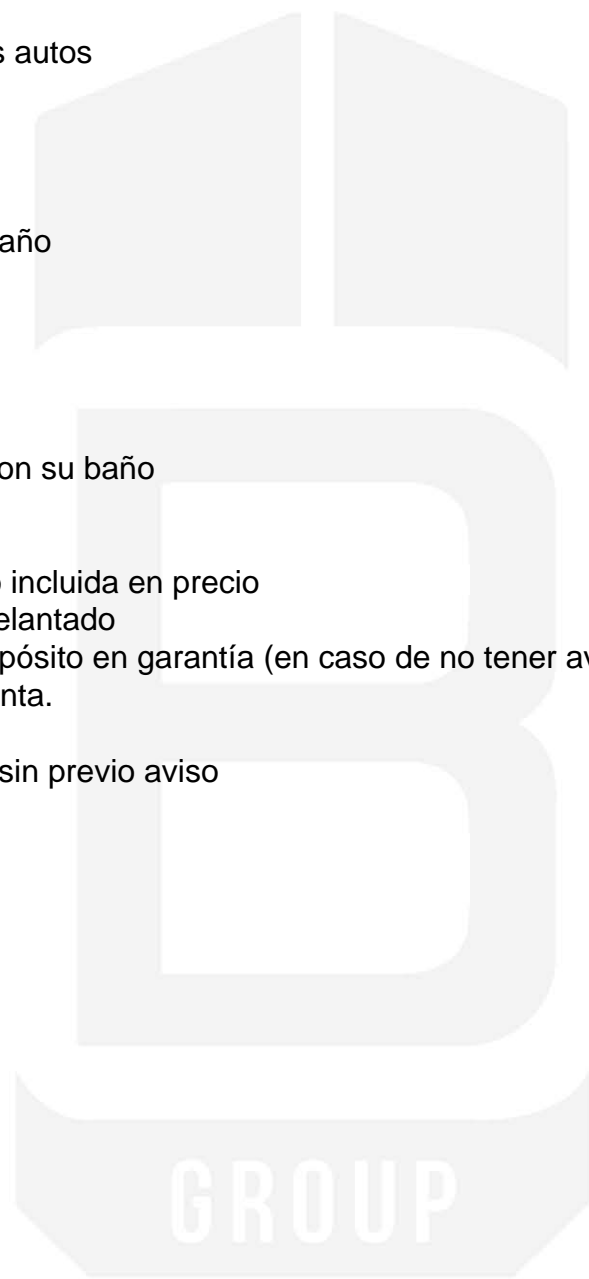 s autos
año
on su baño
o incluida en precio
elantado
pósito en garantía (en caso de no tener av
nta.
sin previo aviso
B
GROUP